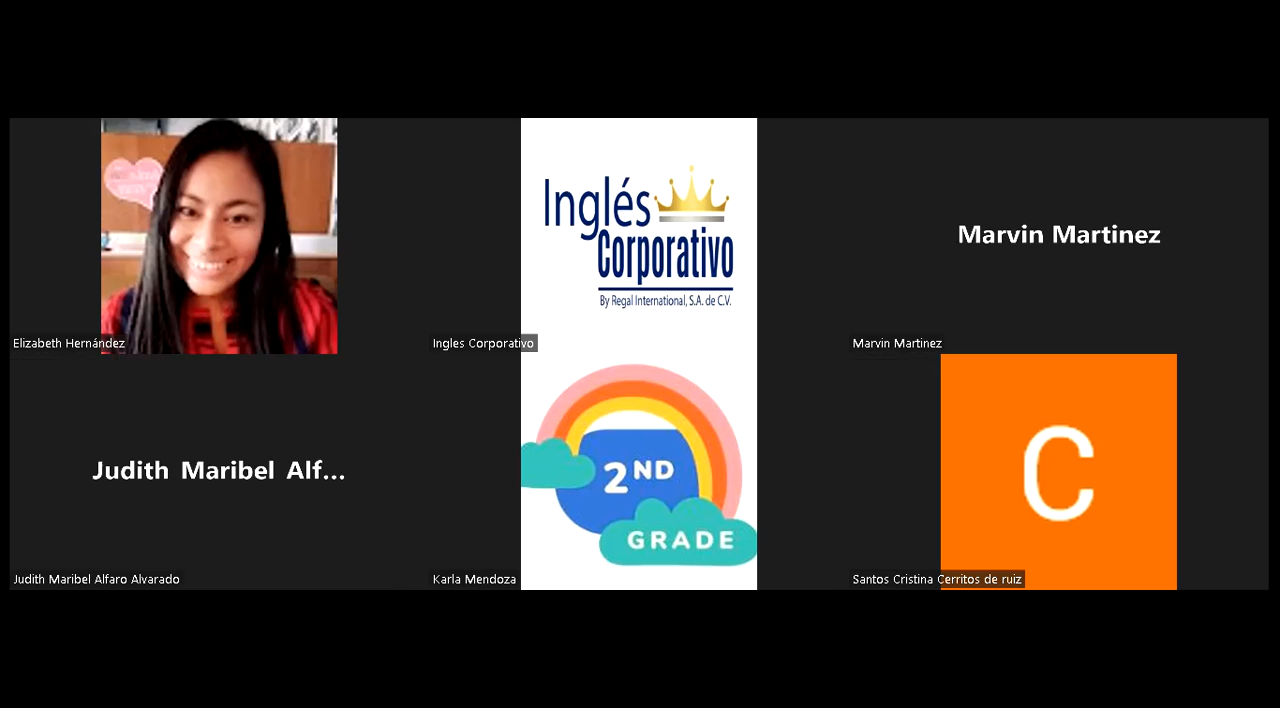 Elizabeth Hernández
Inglés
Corporativo
By Regal International, S.A. de C.V.
Ingles Corporativo
Marvin Martinez
Marvin Martinez
Judith Maribel Alf...
Judith Maribel Alfaro Alvarado
2ND
GRADE
Karla Mendoza
C
Santos Cristina Cerritos de ruiz